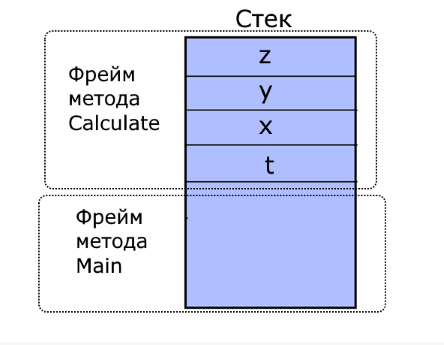 Стек
Фрейм
метода
Calculate
z
y
x
t
Фрейм
метода
Main